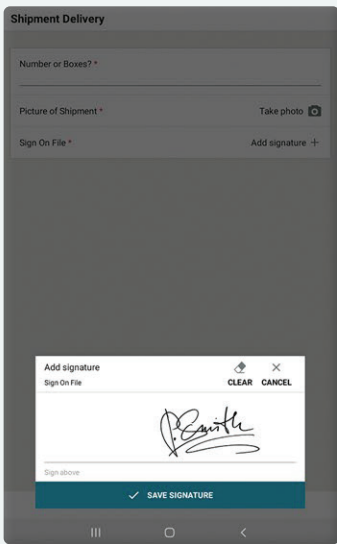 Shipment Delivery
Number or Boxes? *
Picture of Shipment * Take photo
Sign On File * Add signature +
Add signature
Sign On File CLEAR CANCEL
P. Smith
Sign above
SAVE SIGNATURE